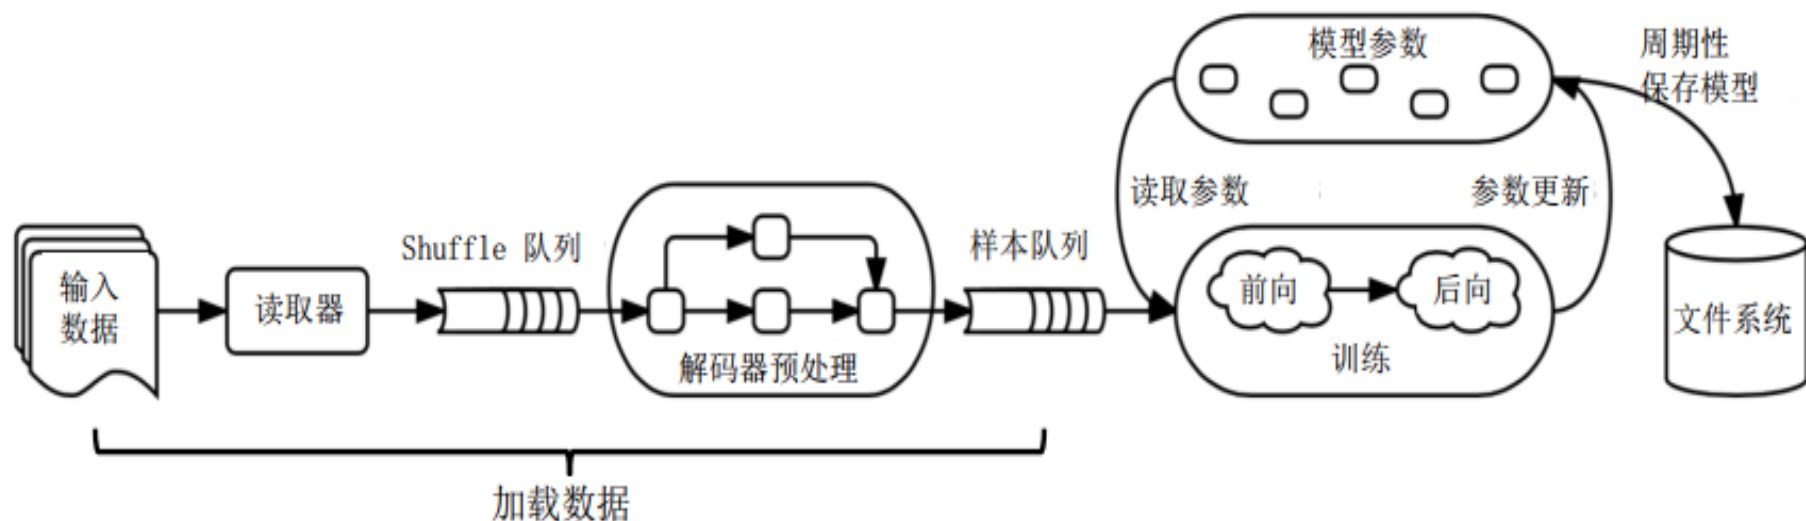 模型参数
周期性
保存模型
读取参数
参数更新
Shuffle 队列
样本队列
输入
数据
读取器
前向
后向
文件系统
解码器预处理
训练
加载数据